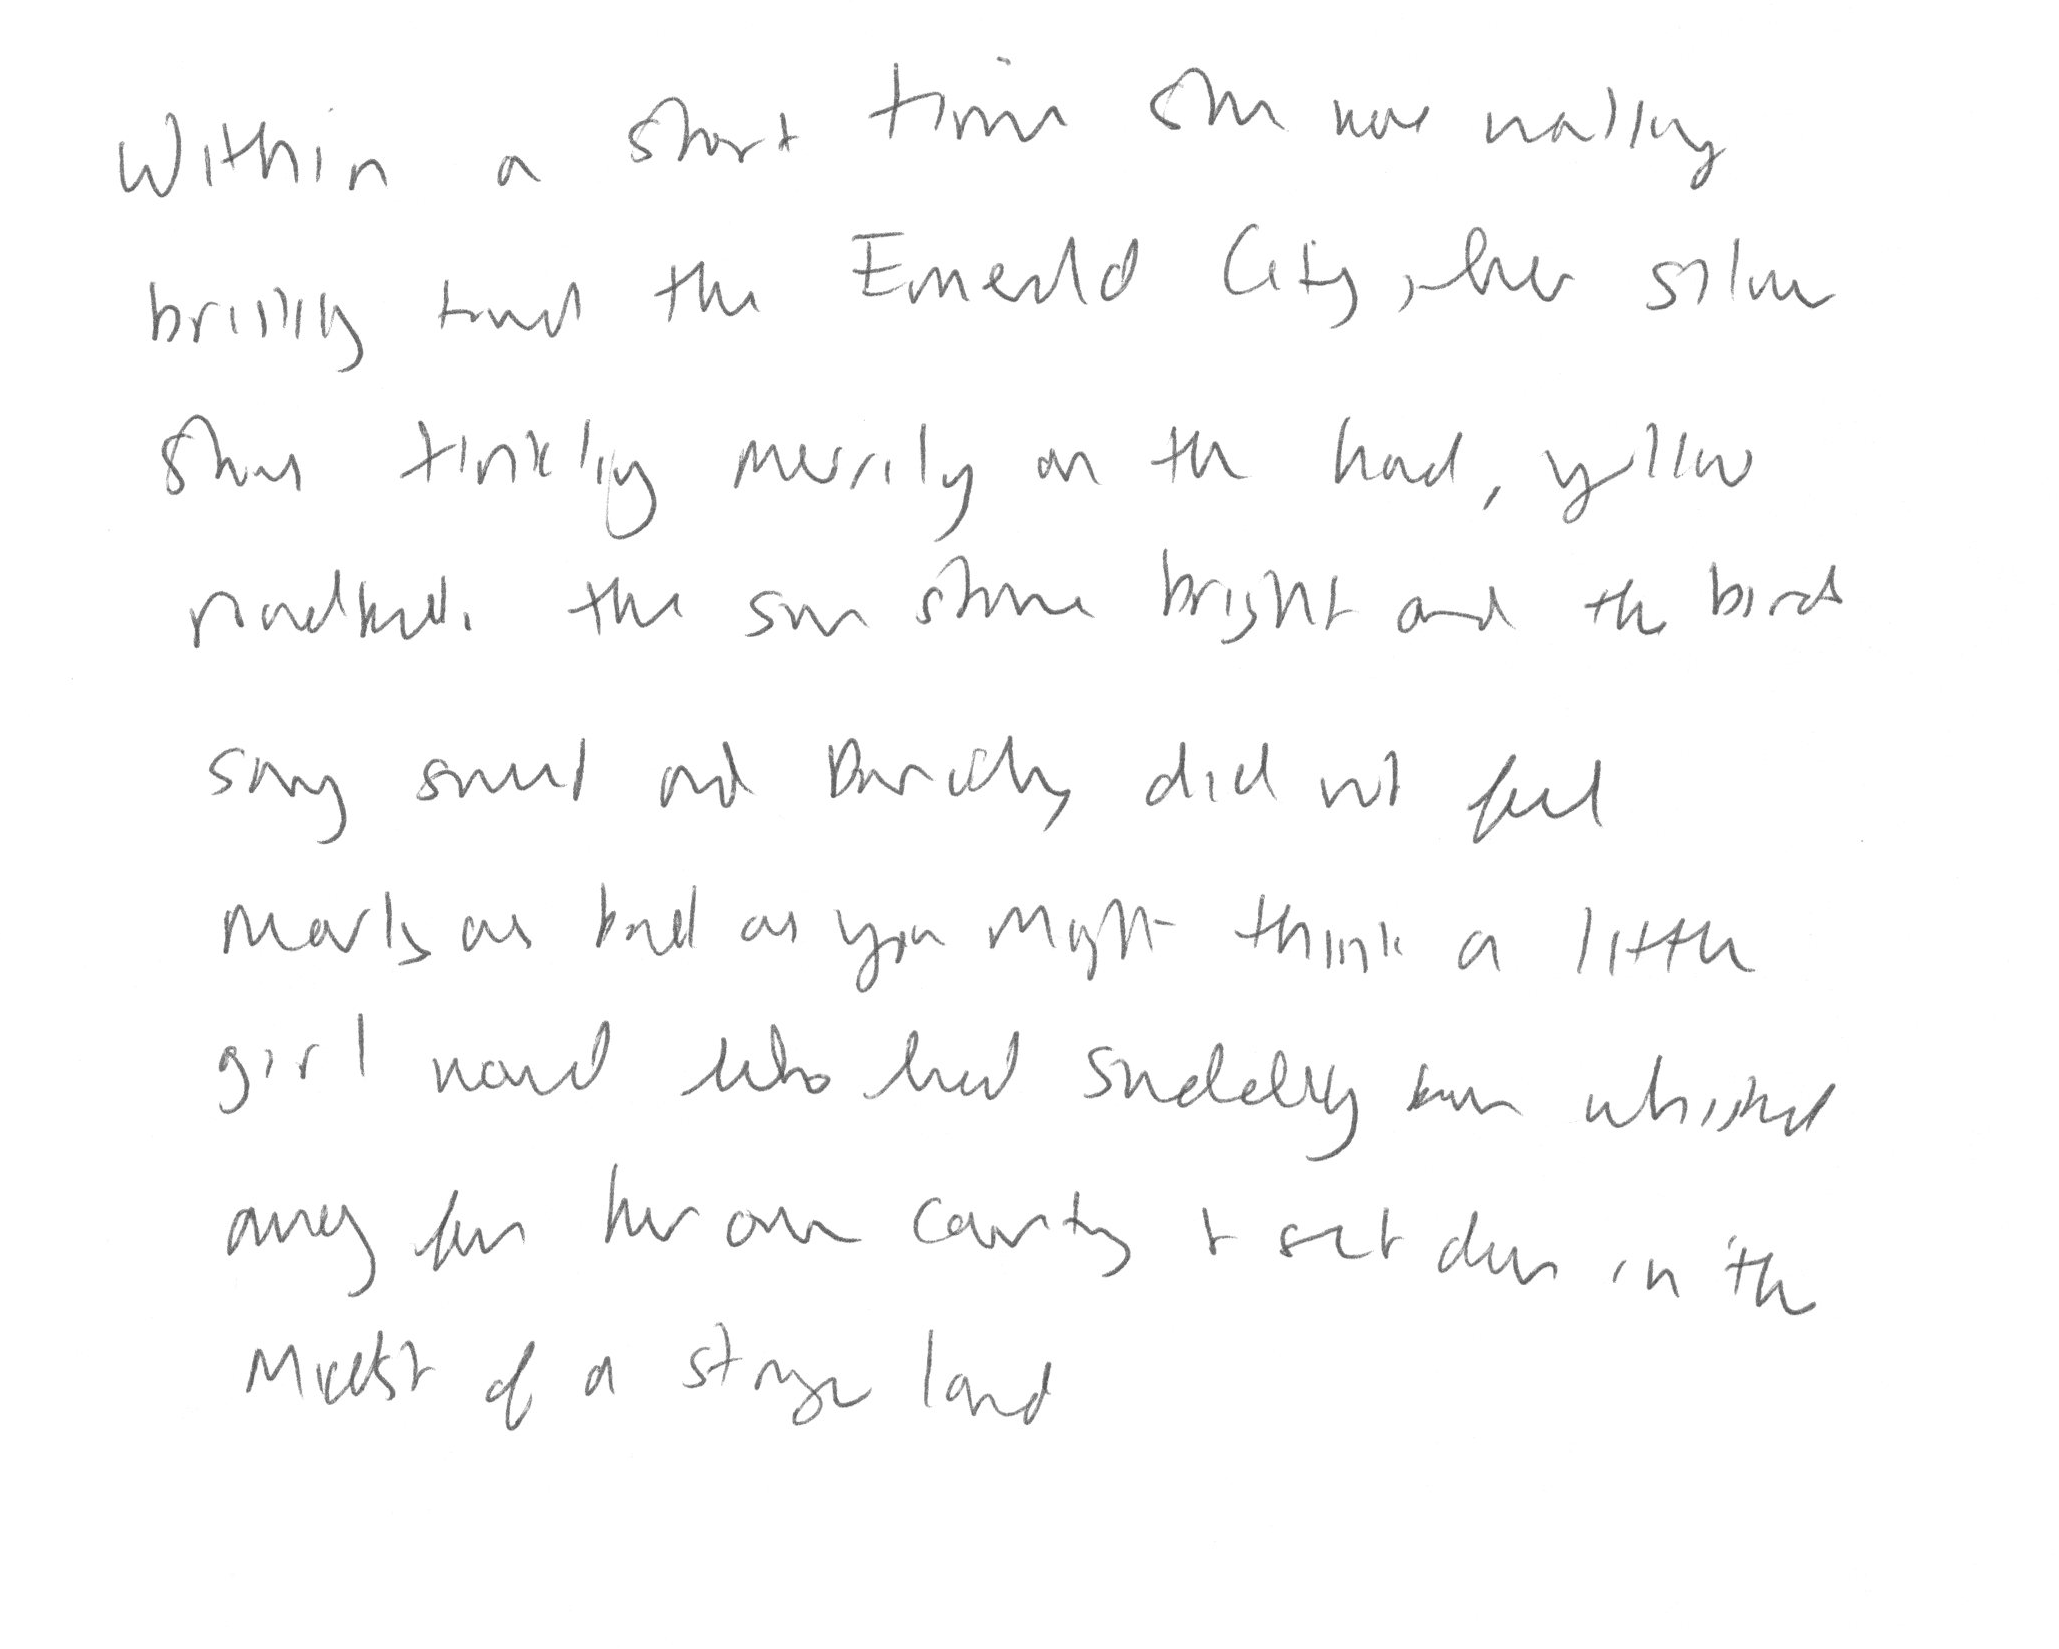 Within a short time she was walking
briskly toward the Emerald City, her silver
shoes tinkling merrily on the hard, yellow
roadbed. The sun shone bright and the birds
sang sweet and Dorothy did not feel
nearly as bad as you might think a little
girl would who had suddenly been whisked
away from her own country & set down in the
midst of a strange land